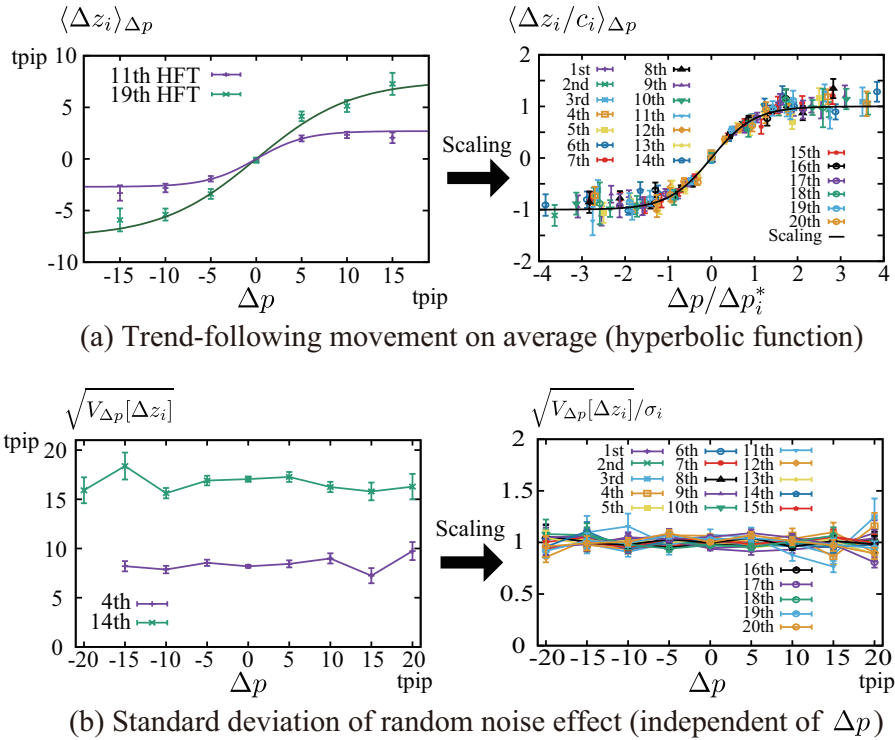 ⟨Δz_i⟩_Δp
tpip
10
5
0
-5
-10
11th HFT
19th HFT
-15 -10 -5 0 5 10 15
Δp
tpip
Scaling
⟨Δz_i/c_i⟩_Δp
2
1
0
-1
-2
1st
2nd
3rd
4th
5th
6th
7th
8th
9th
10th
11th
12th
13th
14th
15th
16th
17th
18th
19th
20th
Scaling
-4 -3 -2 -1 0 1 2 3 4
Δp/Δp_i^*
(a) Trend-following movement on average (hyperbolic function)
√V_Δp[Δz_i]
tpip
20
15
10
5
0
4th
14th
-20 -15 -10 -5 0 5 10 15 20
Δp
tpip
Scaling
√V_Δp[Δz_i]/σ_i
2
1.5
1
0.5
0
1st
2nd
3rd
4th
5th
6th
7th
8th
9th
10th
11th
12th
13th
14th
15th
16th
17th
18th
19th
20th
-20 -15 -10 -5 0 5 10 15 20
Δp
tpip
(b) Standard deviation of random noise effect (independent of Δp)